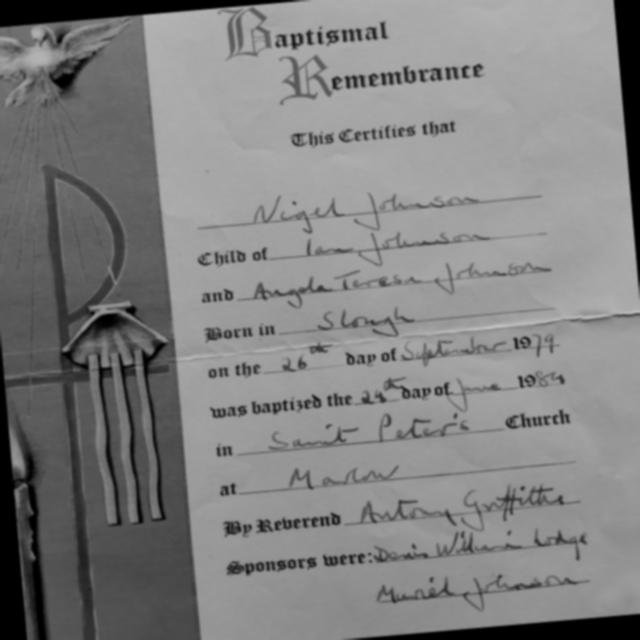 Baptismal
Remembrance
This Certifies that
Nigel Johnson
Child of Ian Johnson
and Angela Teresa Johnson
Born in Slough
on the 26th day of September 1979
was baptized the 24th day of June 1984
in Saint Peter's Church
at Marlow
By Reverend Antony Griffiths
Sponsors were: William Lodge
Muriel Johnson